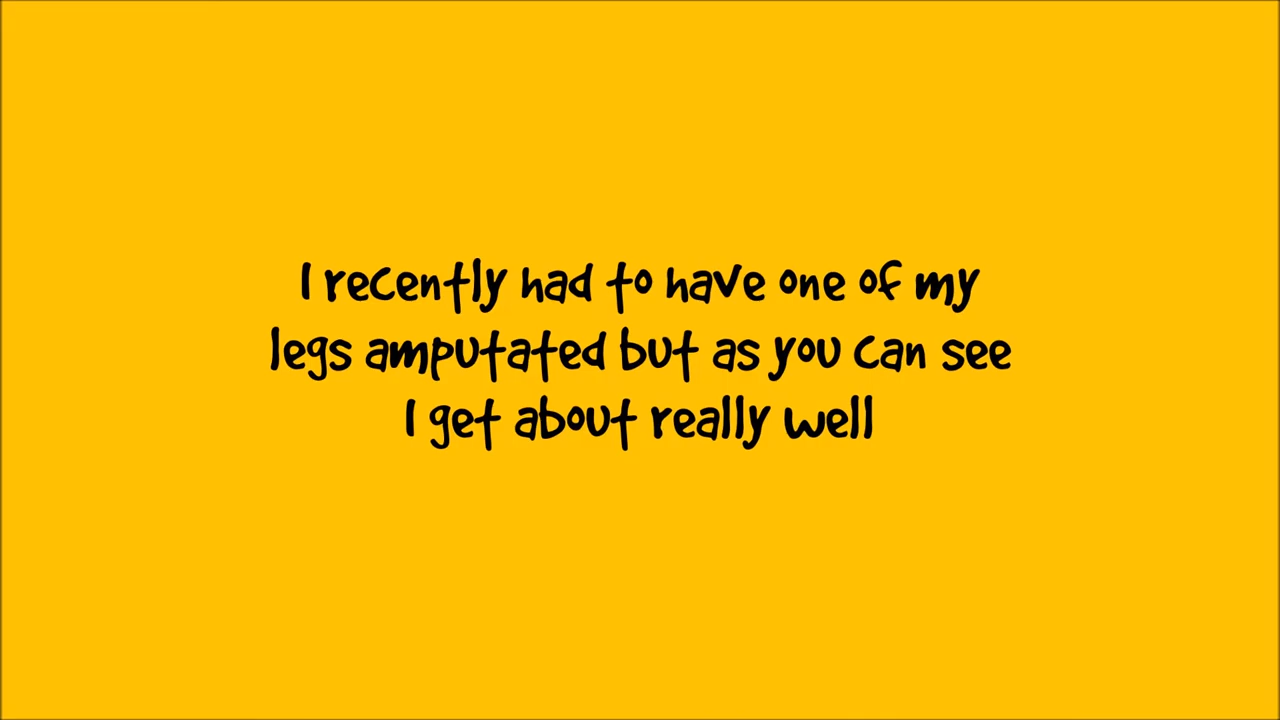 I recently had to have one of my
legs amputated but as you can see
I get about really well